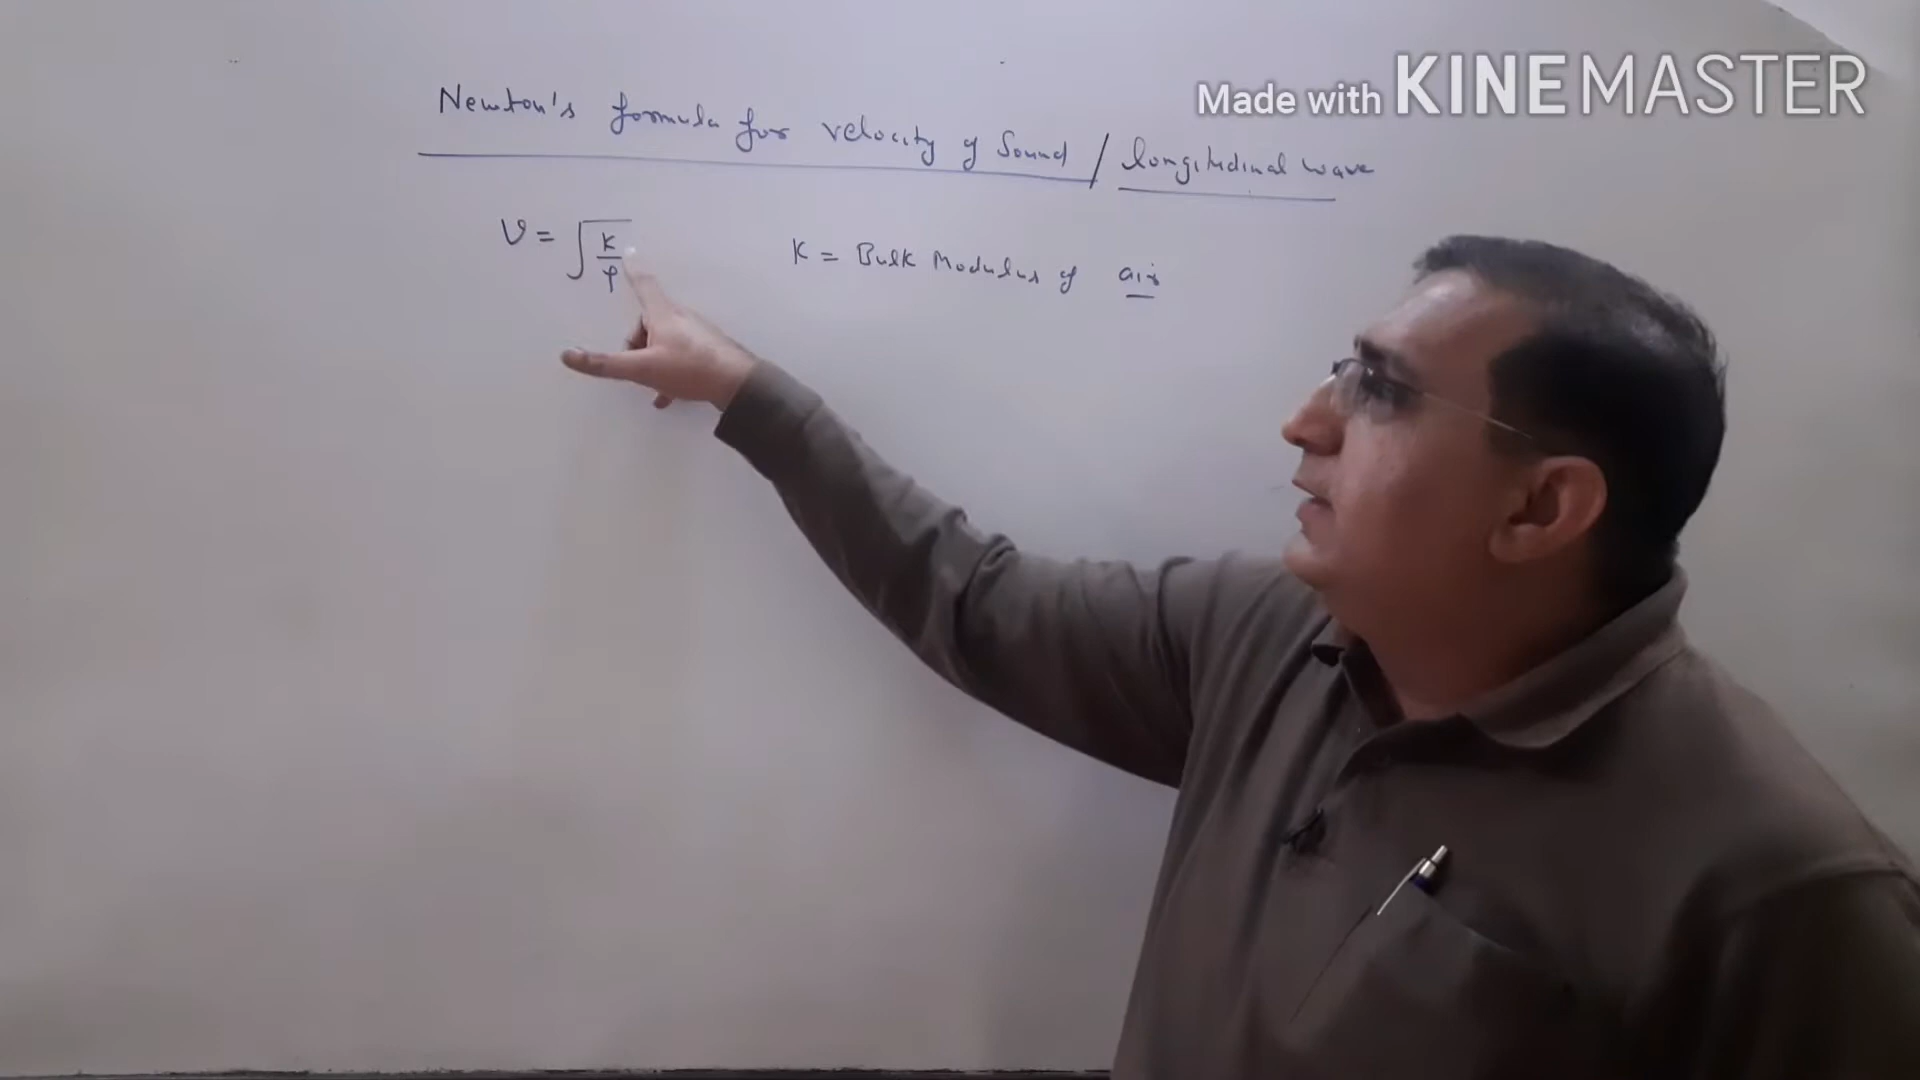 Made with KINEMASTER
Newton's formula for velocity of Sound / longitudinal wave
v = √(K/ρ)
K = Bulk Modulus of air